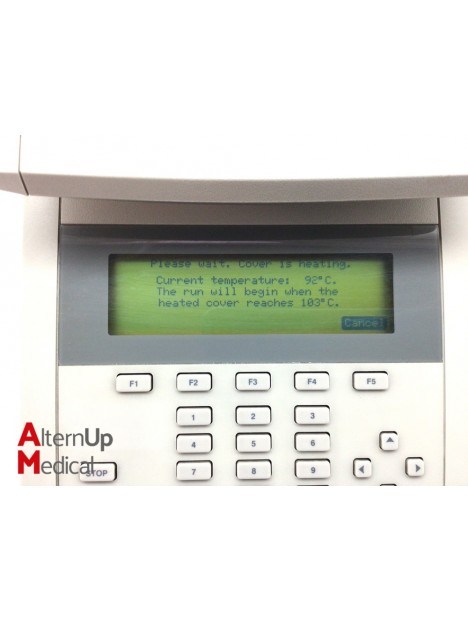 Please wait. Cover is heating.
Current temperature: 92°C.
The run will begin when the
heated cover reaches 103°C.
Cancel
F1 F2 F3 F4 F5
1 2 3
4 5 6
AlternUp
Medical
STOP
7 8 9